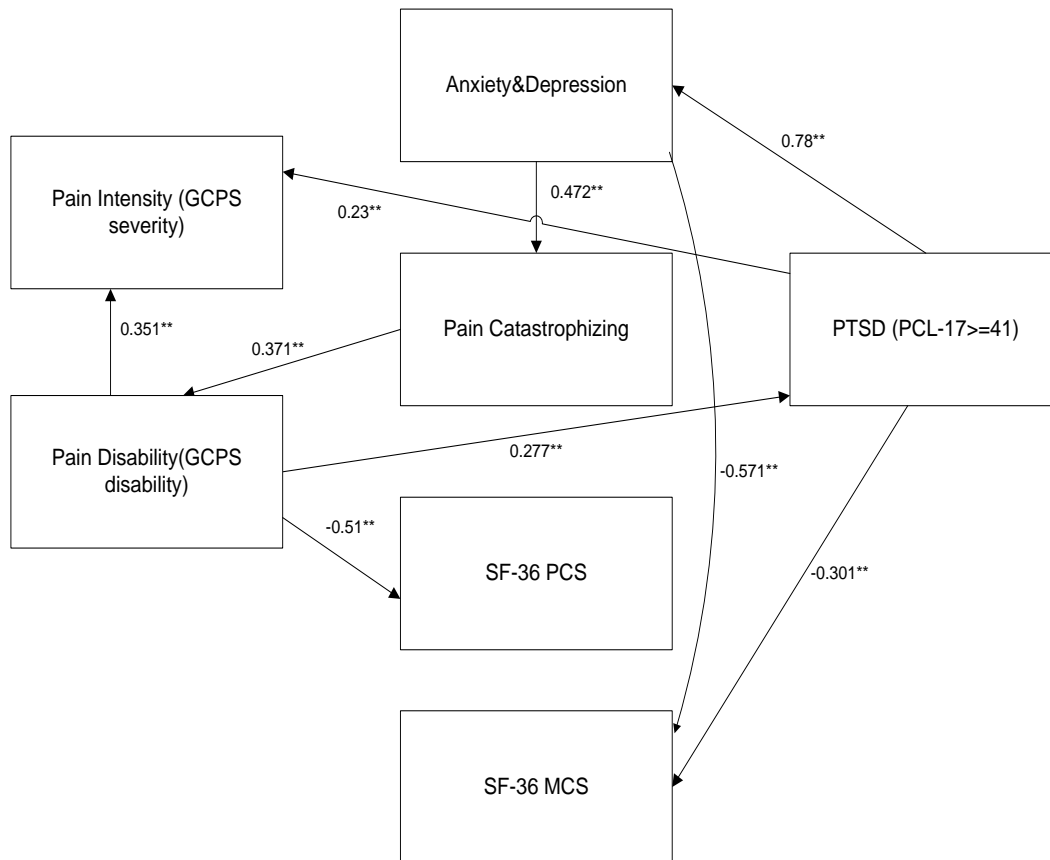 Anxiety&Depression
0.78**
Pain Intensity (GCPS
severity)
0.472**
0.23**
Pain Catastrophizing
PTSD (PCL-17>=41)
0.351**
0.371**
Pain Disability(GCPS
disability)
0.277**
-0.571**
-0.51**
SF-36 PCS
-0.301**
SF-36 MCS